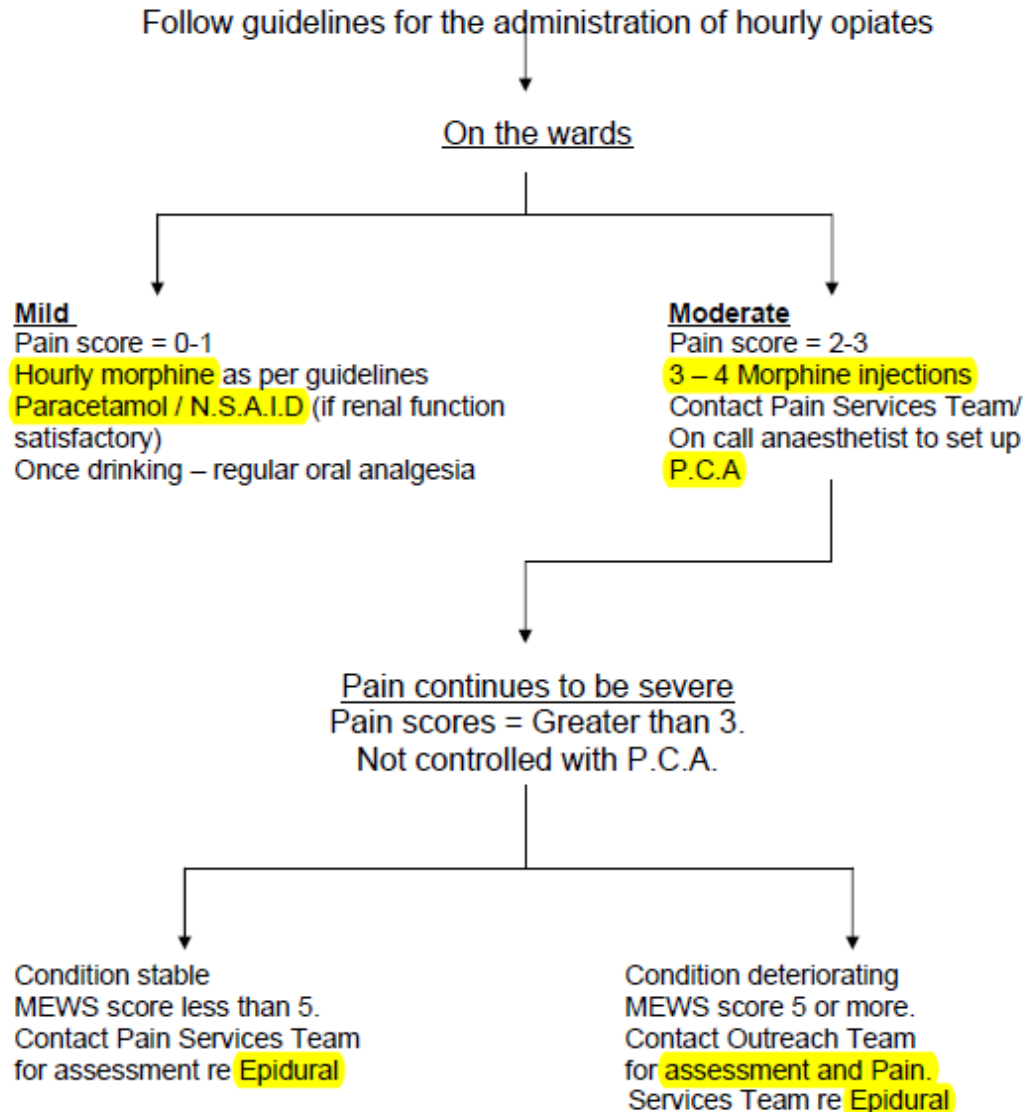 Follow guidelines for the administration of hourly opiates
On the wards
Mild
Pain score = 0-1
Hourly morphine as per guidelines
Paracetamol / N.S.A.I.D (if renal function
satisfactory)
Once drinking – regular oral analgesia
Moderate
Pain score = 2-3
3 – 4 Morphine injections
Contact Pain Services Team/
On call anaesthetist to set up
P.C.A
Pain continues to be severe
Pain scores = Greater than 3.
Not controlled with P.C.A.
Condition stable
MEWS score less than 5.
Contact Pain Services Team
for assessment re Epidural
Condition deteriorating
MEWS score 5 or more.
Contact Outreach Team
for assessment and Pain.
Services Team re Epidural